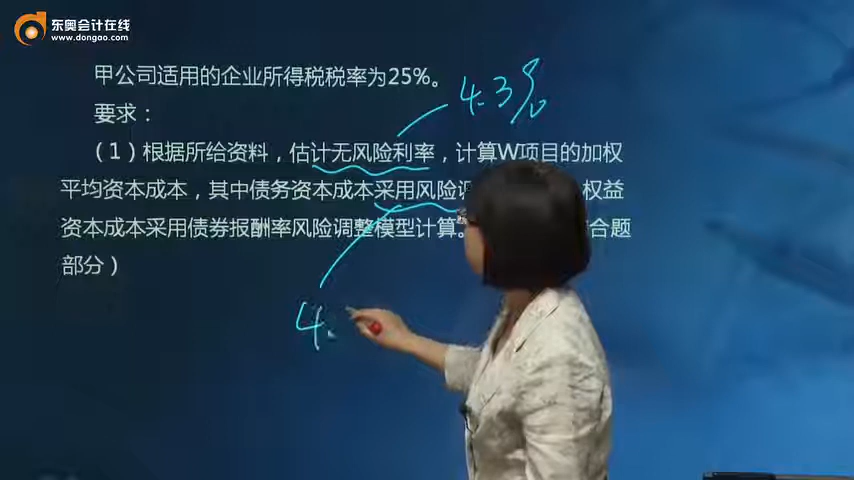 东奥会计在线
www.dongao.com
甲公司适用的企业所得税税率为25%。
4.3%
要求：
（1）根据所给资料，估计无风险利率，计算W项目的加权
平均资本成本，其中债务资本成本采用风险调 权益
资本成本采用债券报酬率风险调整模型计算。 合题
部分）
4.